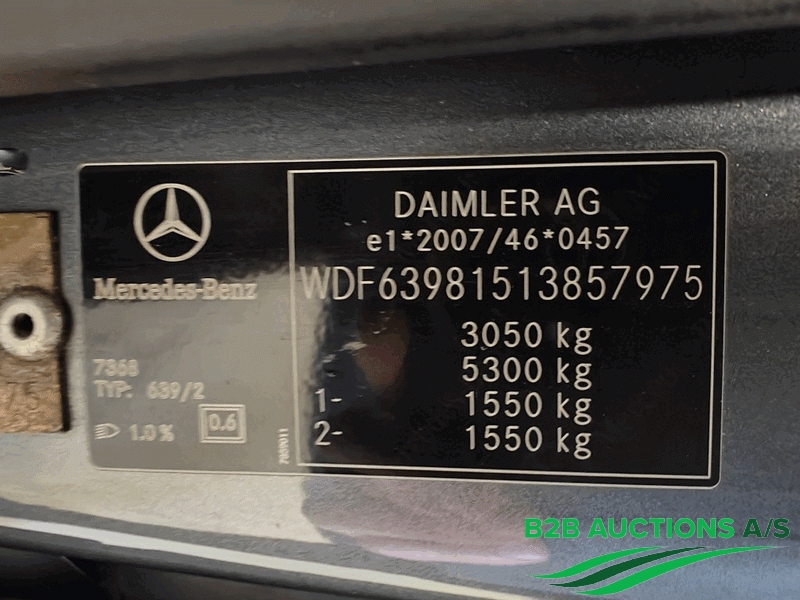 Mercedes-Benz
7368
TYP: 639/2
1.0%
0.6
DAIMLER AG
e1*2007/46*0457
WDF63981513857975
3050 kg
5300 kg
1- 1550 kg
2- 1550 kg
B2B AUCTIONS A/S